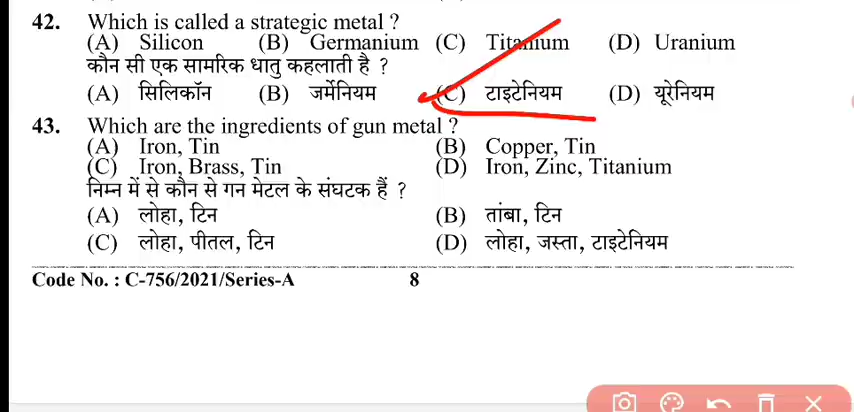 42. Which is called a strategic metal ?
(A) Silicon (B) Germanium (C) Titanium (D) Uranium
कौन सी एक सामरिक धातु कहलाती है ?
(A) सिलिकॉन (B) जर्मेनियम (C) टाइटेनियम (D) यूरेनियम
43. Which are the ingredients of gun metal ?
(A) Iron, Tin (B) Copper, Tin
(C) Iron, Brass, Tin (D) Iron, Zinc, Titanium
निम्न में से कौन से गन मेटल के संघटक हैं ?
(A) लोहा, टिन (B) तांबा, टिन
(C) लोहा, पीतल, टिन (D) लोहा, जस्ता, टाइटेनियम
Code No. : C-756/2021/Series-A 8